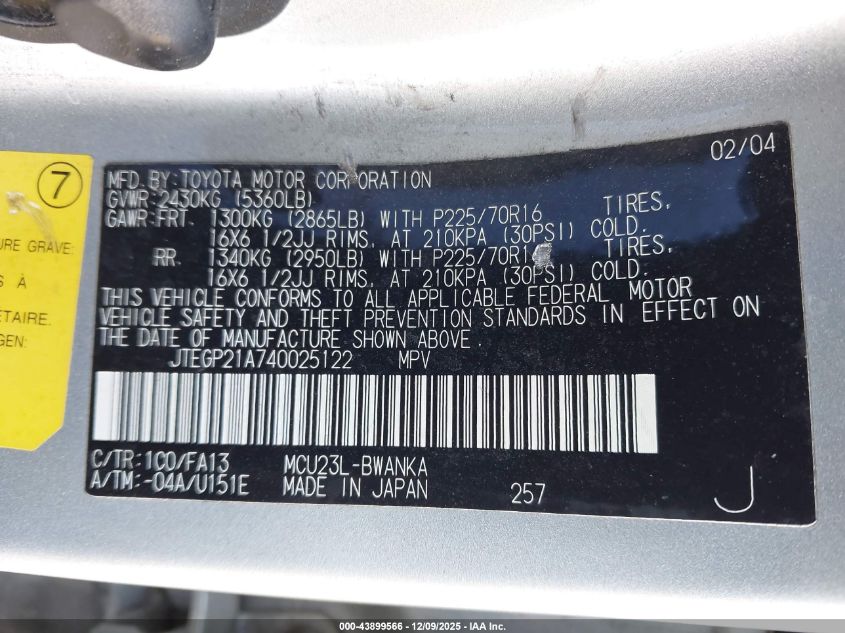 02/04
MFD. BY: TOYOTA MOTOR CORPORATION
GVWR: 2430KG (5360LB)
GAWR: FRT. 1300KG (2865LB) WITH P225/70R16 TIRES,
16X6 1/2JJ RIMS, AT 210KPA (30PSI) COLD.
RR. 1340KG (2950LB) WITH P225/70R1 TIRES,
16X6 1/2JJ RIMS, AT 210KPA (30PSI) COLD.
THIS VEHICLE CONFORMS TO ALL APPLICABLE FEDERAL MOTOR
VEHICLE SAFETY AND THEFT PREVENTION STANDARDS IN EFFECT ON
THE DATE OF MANUFACTURE SHOWN ABOVE.
JTEGP21A740025122 MPV
C/TR: 1C0/FA13 MCU23L-BWANKA
A/TM: -04A/U151E MADE IN JAPAN 257 J
7
URE GRAVE:
S À
ETAIRE.
GEN:
000-43899566 - 12/09/2025 - IAA Inc.